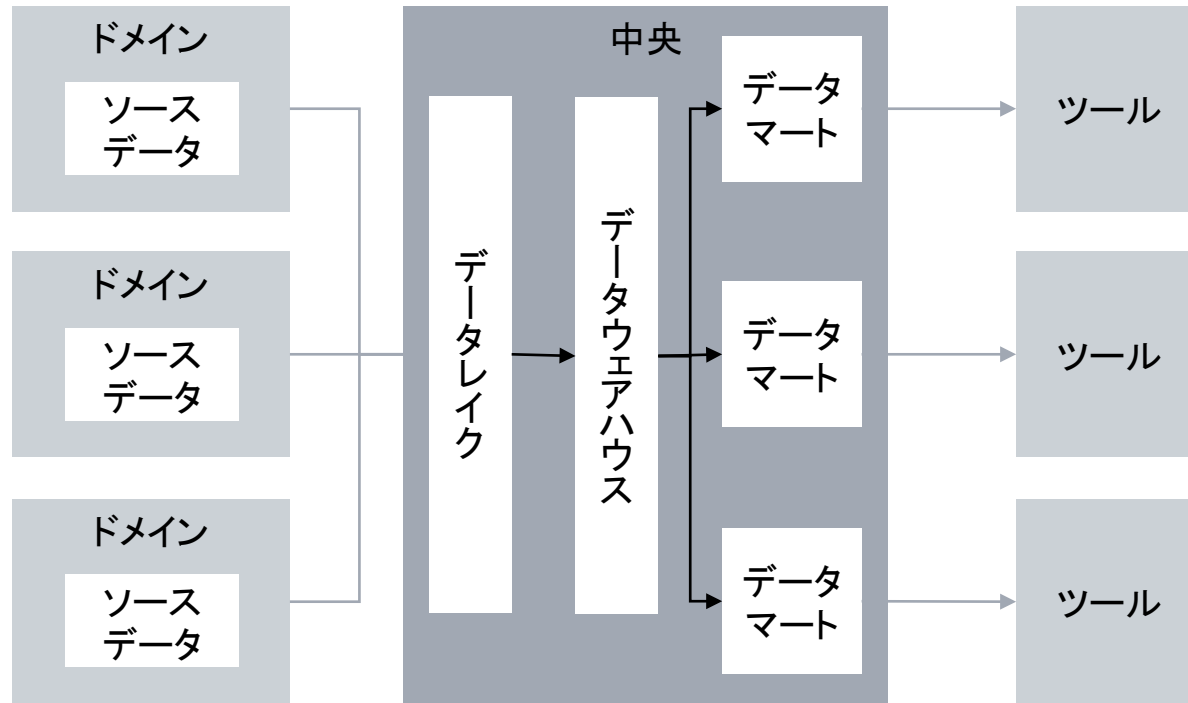 ドメイン
ソース
データ
ドメイン
ソース
データ
ドメイン
ソース
データ
中央
データレイク
データウェアハウス
データ
マート
データ
マート
データ
マート
ツール
ツール
ツール